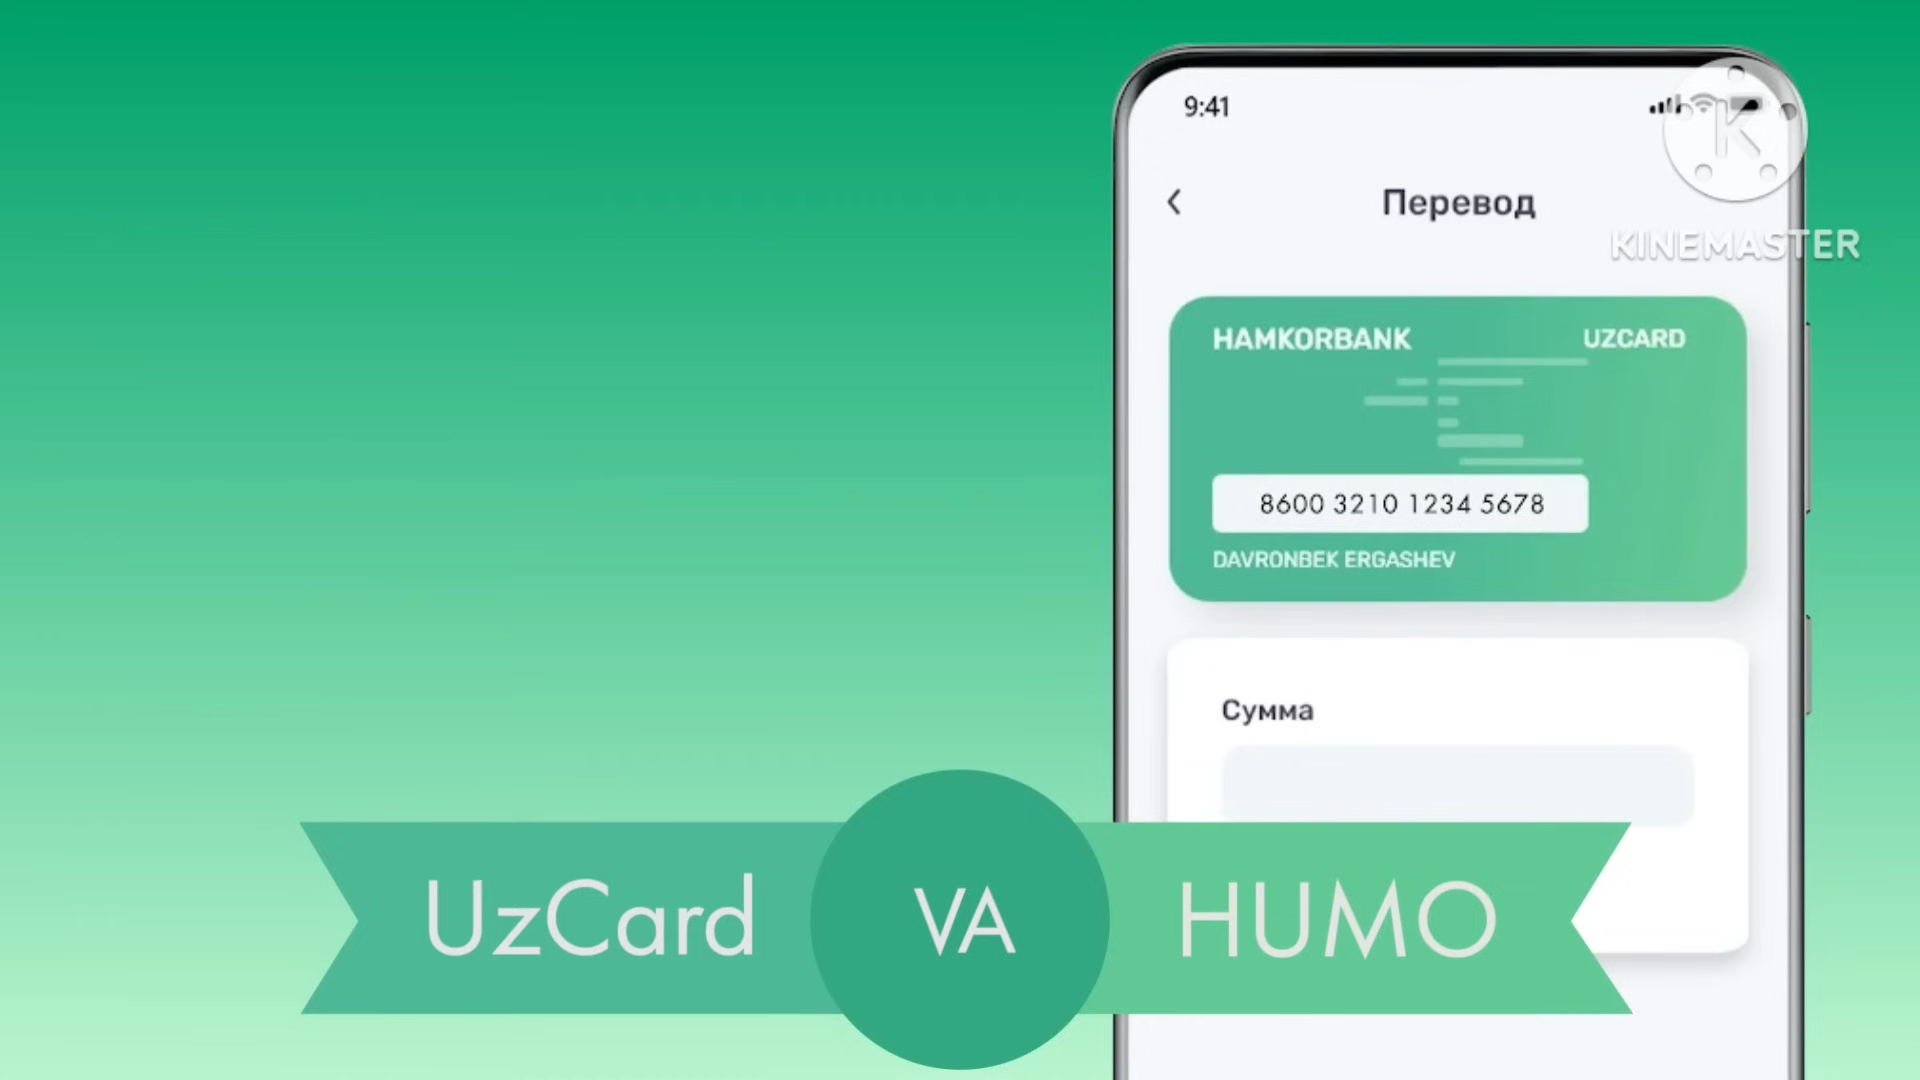 9:41
Перевод
KINEMASTER
HAMKORBANK UZCARD
8600 3210 1234 5678
DAVRONBEK ERGASHEV
Сумма
UzCard VA HUMO